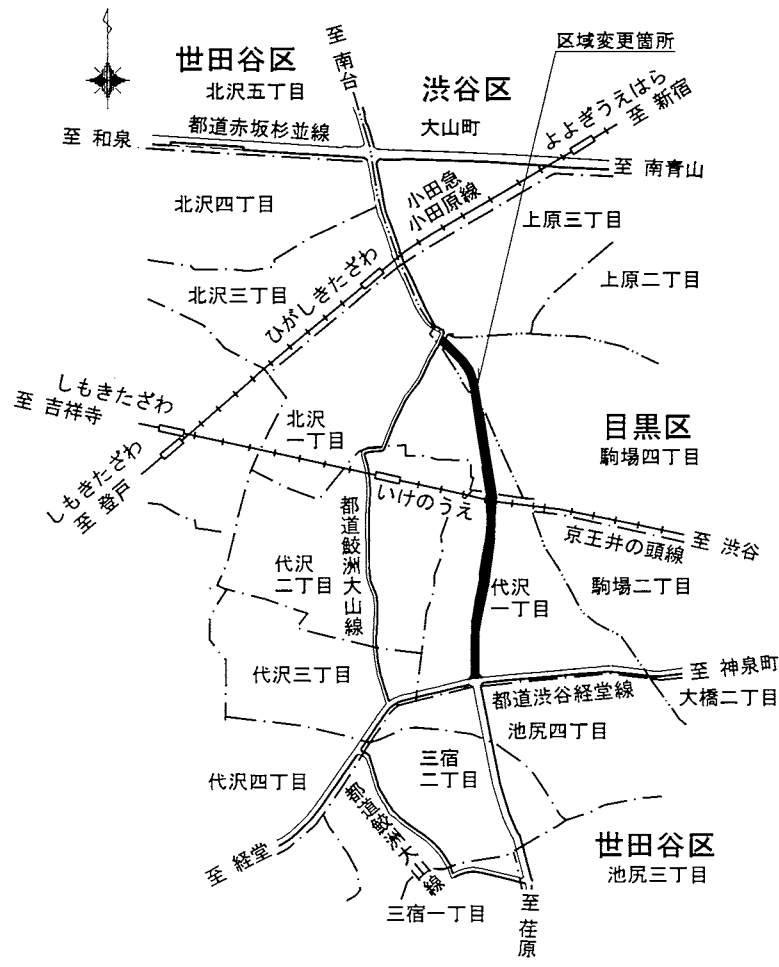 世田谷区
北沢五丁目
至 南台
渋谷区
大山町
区域変更箇所
よよぎうえはら
至 新宿
至 和泉
都道赤坂杉並線
至 南青山
小田急
小田原線
北沢四丁目
上原三丁目
上原二丁目
北沢三丁目
ひがしきたざわ
しもきたざわ
至 吉祥寺
北沢
一丁目
目黒区
駒場四丁目
しもきたざわ
至 登戸
いけのうえ
京王井の頭線
至 渋谷
都道鮫洲大山線
代沢
二丁目
代沢
一丁目
駒場二丁目
代沢三丁目
至 神泉町
都道渋谷経堂線
大橋二丁目
池尻四丁目
三宿
二丁目
代沢四丁目
都道鮫洲大山線
至 経堂
世田谷区
池尻三丁目
三宿一丁目
至 荏原